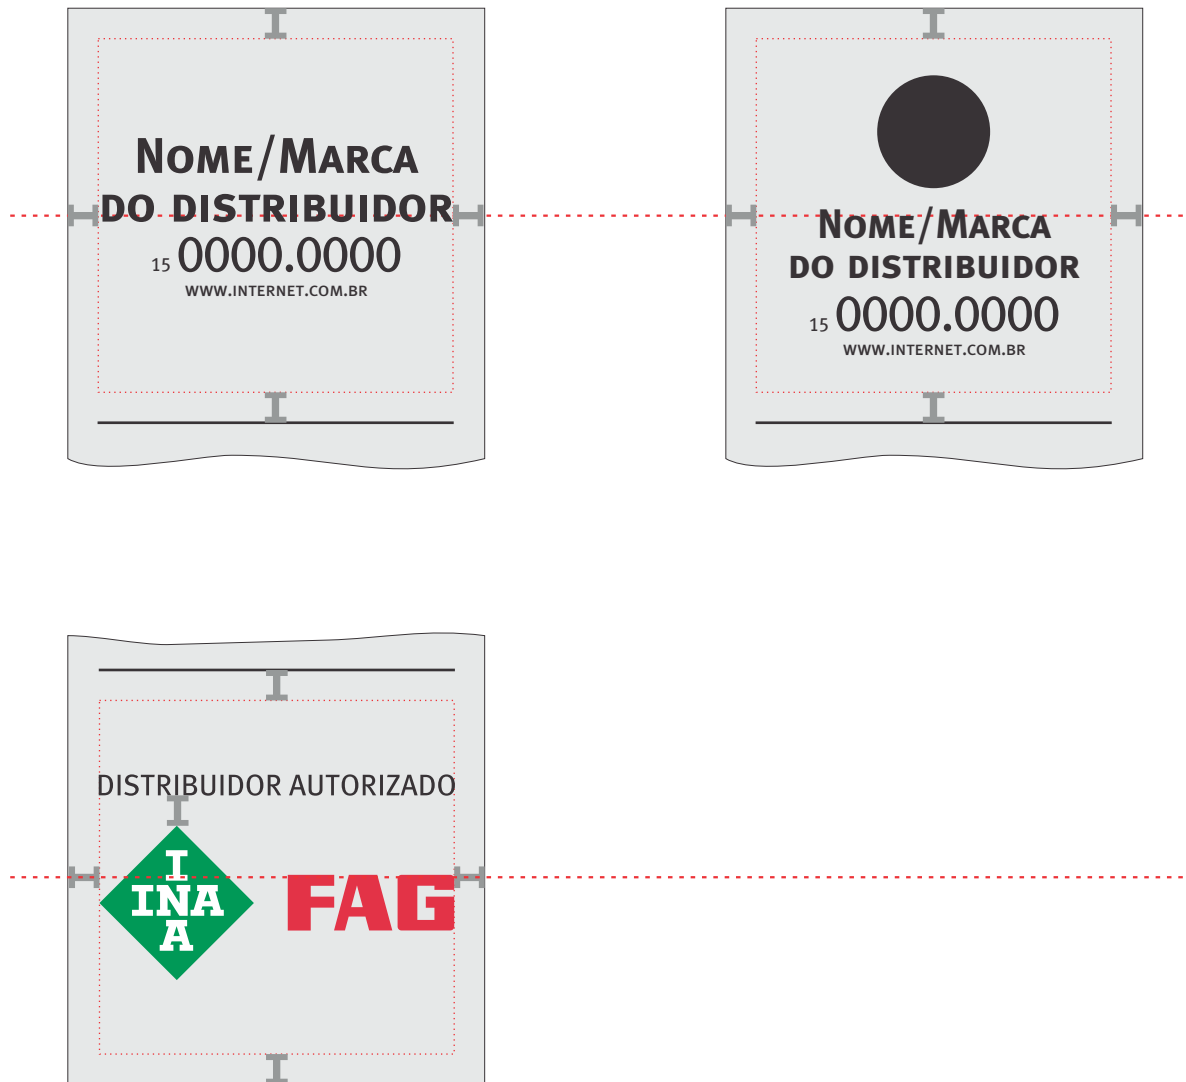 NOME/MARCA
DO DISTRIBUIDOR
15 0000.0000
WWW.INTERNET.COM.BR
NOME/MARCA
DO DISTRIBUIDOR
15 0000.0000
WWW.INTERNET.COM.BR
DISTRIBUIDOR AUTORIZADO
I
INA
A
FAG